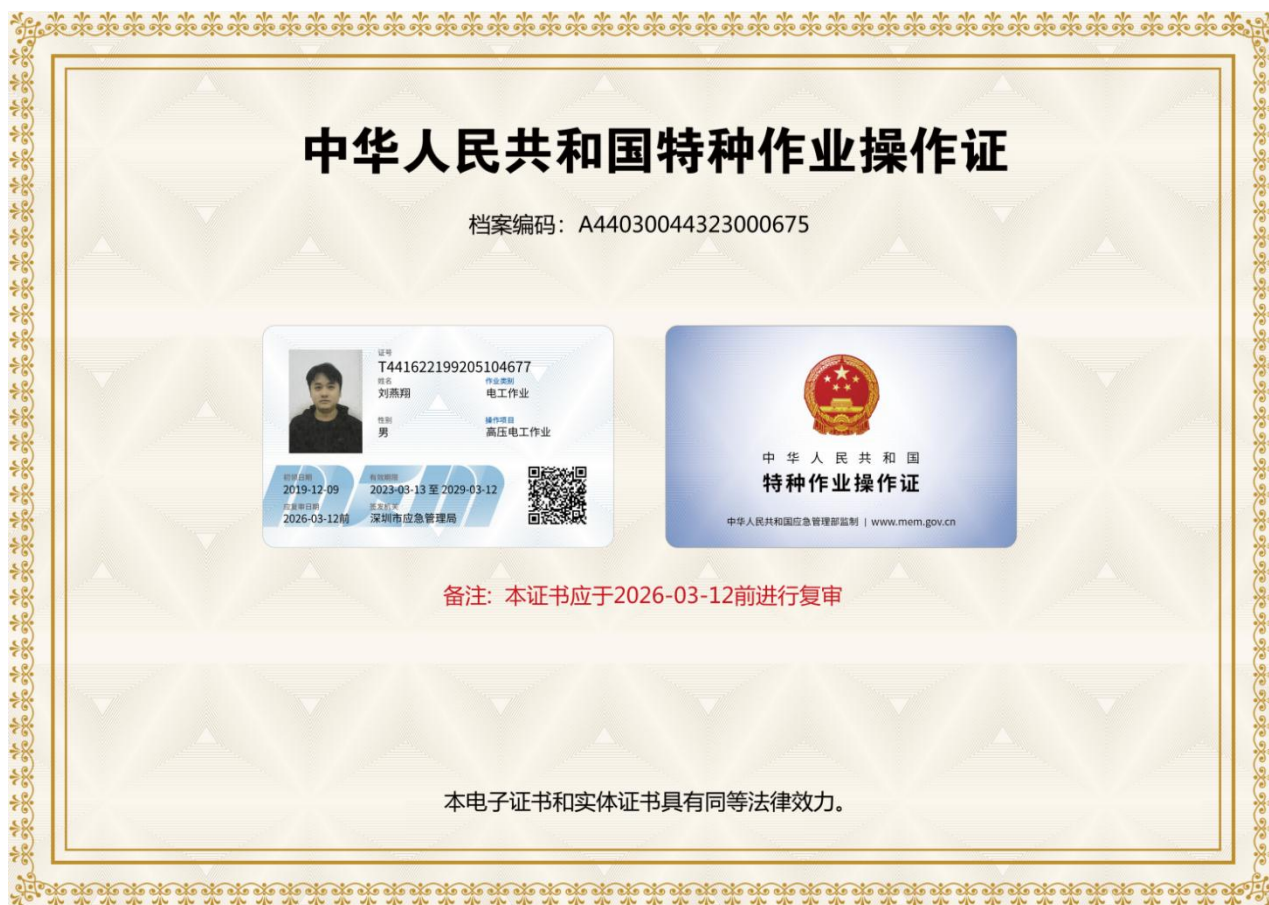 中华人民共和国特种作业操作证
档案编码：A44030044323000675
证号
T441622199205104677
姓名 作业类别
刘燕翔 电工作业
性别 操作项目
男 高压电工作业
初领日期 有效期限
2019-12-09 2023-03-13 至 2029-03-12
应复审日期 签发机关
2026-03-12前 深圳市应急管理局
中华人民共和国
特种作业操作证
中华人民共和国应急管理部监制 | www.mem.gov.cn
备注: 本证书应于2026-03-12前进行复审
本电子证书和实体证书具有同等法律效力。